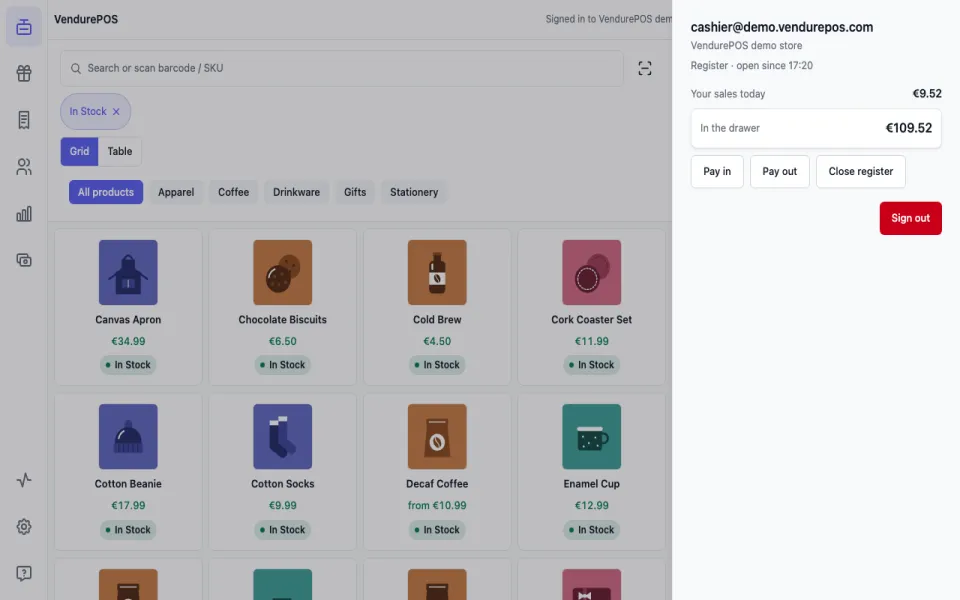 VendurePOS
Signed in to VendurePOS dem
Search or scan barcode / SKU
In Stock
Grid
Table
All products
Apparel
Coffee
Drinkware
Gifts
Stationery
Canvas Apron
€34.99
In Stock
Chocolate Biscuits
€6.50
In Stock
Cold Brew
€4.50
In Stock
Cork Coaster Set
€11.99
In Stock
Cotton Beanie
€17.99
In Stock
Cotton Socks
€9.99
In Stock
Decaf Coffee
from €10.99
In Stock
Enamel Cup
€12.99
In Stock
cashier@demo.vendurepos.com
VendurePOS demo store
Register · open since 17:20
Your sales today
€9.52
In the drawer
€109.52
Pay in
Pay out
Close register
Sign out